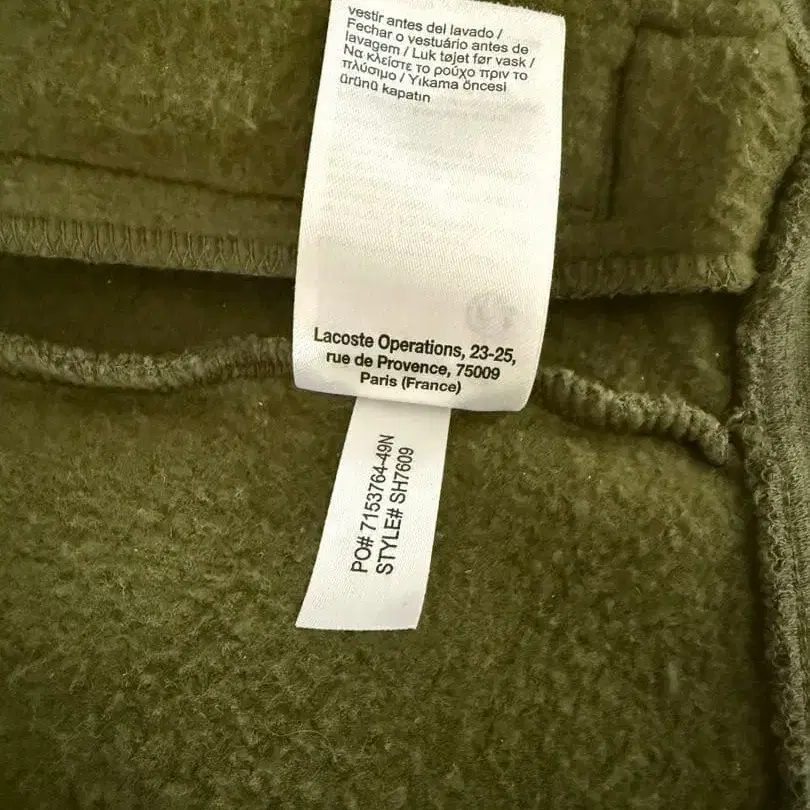 vestir antes del lavado /
Fechar o vestuário antes de
lavagem / Luk tøjet før vask /
Να κλείστε το ρούχο πριν το
πλύσιμο / Yıkama öncesi
ürünü kapatın
Lacoste Operations, 23-25,
rue de Provence, 75009
Paris (France)
PO# 7153764-49N
STYLE# SH7609